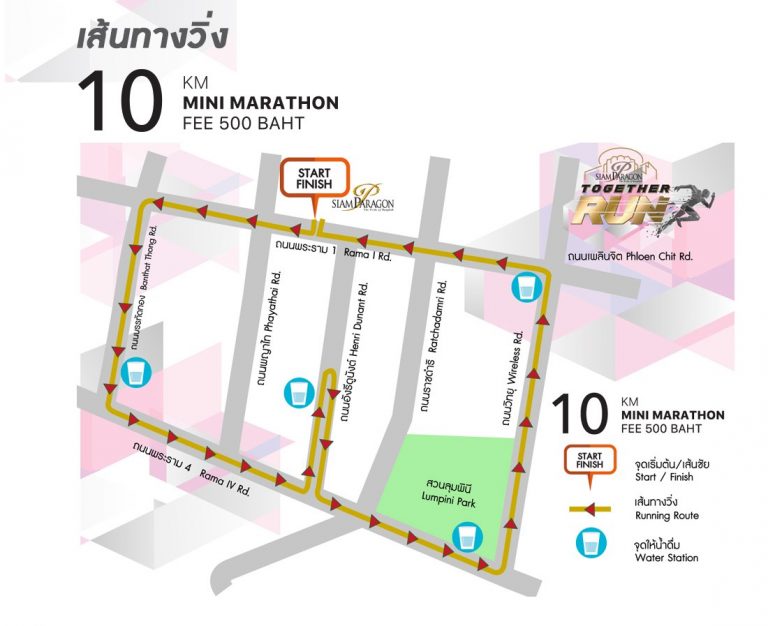 เส้นทางวิ่ง
10 KM
MINI MARATHON
FEE 500 BAHT
START
FINISH
SIAM PARAGON
SIAM PARAGON
TOGETHER
RUN
ถนนพระราม 1 Rama I Rd.
ถนนเพลินจิต Phloen Chit Rd.
ถนนบรรทัดทอง Banthat Thang Rd.
ถนนพญาไท Phayathai Rd.
ถนนอังรีดูนังต์ Henri Dunant Rd.
ถนนราชดำริ Ratchadamri Rd.
ถนนวิทยุ Wireless Rd.
ถนนพระราม 4 Rama IV Rd.
สวนลุมพินี
Lumpini Park
10 KM
MINI MARATHON
FEE 500 BAHT
START
FINISH
จุดเริ่มต้น/เส้นชัย
Start / Finish
เส้นทางวิ่ง
Running Route
จุดให้น้ำดื่ม
Water Station